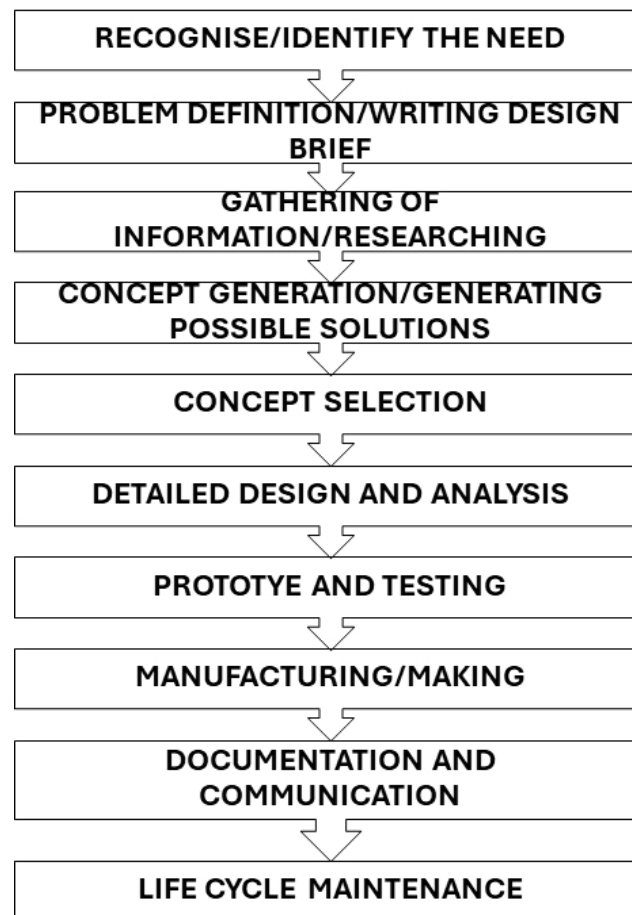 RECOGNISE/IDENTIFY THE NEED
PROBLEM DEFINITION/WRITING DESIGN
BRIEF
GATHERING OF
INFORMATION/RESEARCHING
CONCEPT GENERATION/GENERATING
POSSIBLE SOLUTIONS
CONCEPT SELECTION
DETAILED DESIGN AND ANALYSIS
PROTOTYE AND TESTING
MANUFACTURING/MAKING
DOCUMENTATION AND
COMMUNICATION
LIFE CYCLE MAINTENANCE